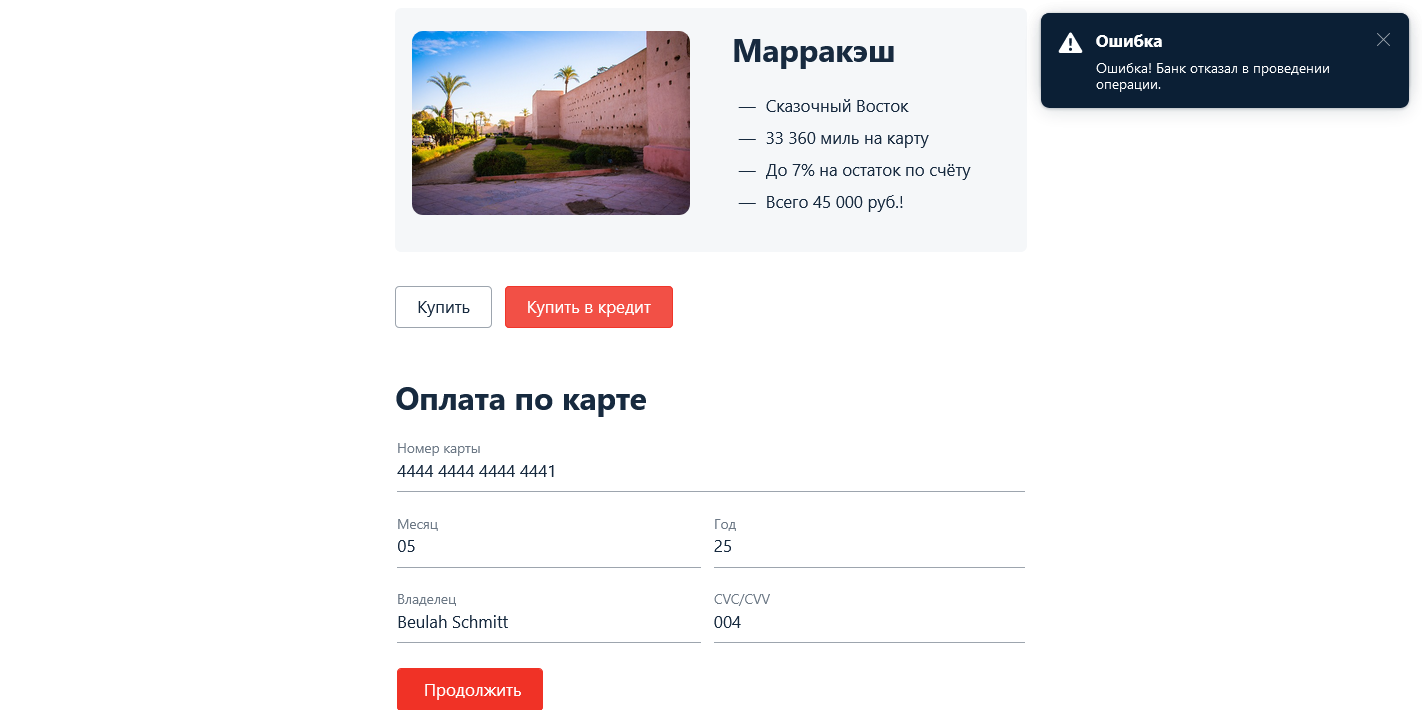 Марракэш
— Сказочный Восток
— 33 360 миль на карту
— До 7% на остаток по счёту
— Всего 45 000 руб.!
Ошибка
Ошибка! Банк отказал в проведении
операции.
Купить
Купить в кредит
Оплата по карте
Номер карты
4444 4444 4444 4441
Месяц
Год
05
25
Владелец
CVC/CVV
Beulah Schmitt
004
Продолжить